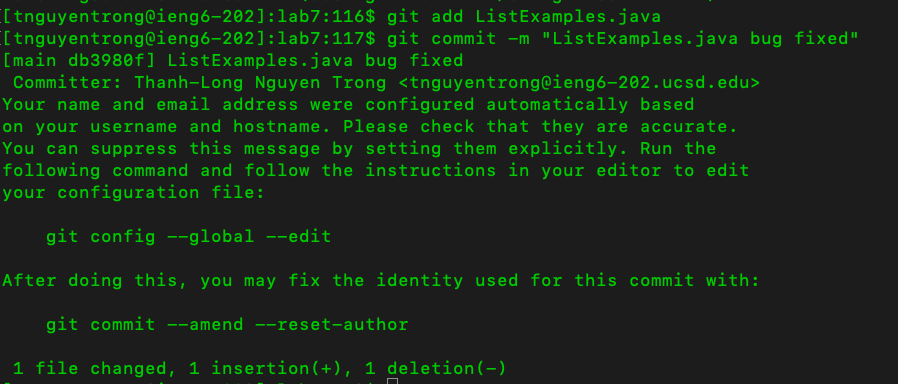 [[tnguyentrong@ieng6-202]:lab7:116$ git add ListExamples.java
[[tnguyentrong@ieng6-202]:lab7:117$ git commit -m "ListExamples.java bug fixed"
[main db3980f] ListExamples.java bug fixed
 Committer: Thanh-Long Nguyen Trong <tnguyentrong@ieng6-202.ucsd.edu>
Your name and email address were configured automatically based
on your username and hostname. Please check that they are accurate.
You can suppress this message by setting them explicitly. Run the
following command and follow the instructions in your editor to edit
your configuration file:

    git config --global --edit

After doing this, you may fix the identity used for this commit with:

    git commit --amend --reset-author

 1 file changed, 1 insertion(+), 1 deletion(-)